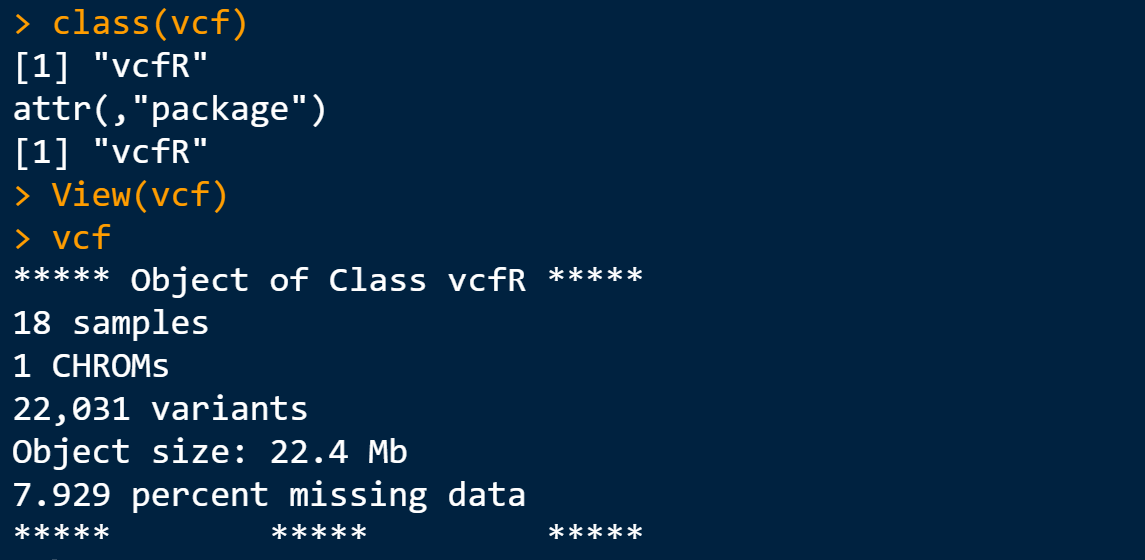 > class(vcf)
[1] "vcfR"
attr(,"package")
[1] "vcfR"
> View(vcf)
> vcf
***** Object of Class vcfR *****
18 samples
1 CHROMs
22,031 variants
Object size: 22.4 Mb
7.929 percent missing data
*****        *****         *****